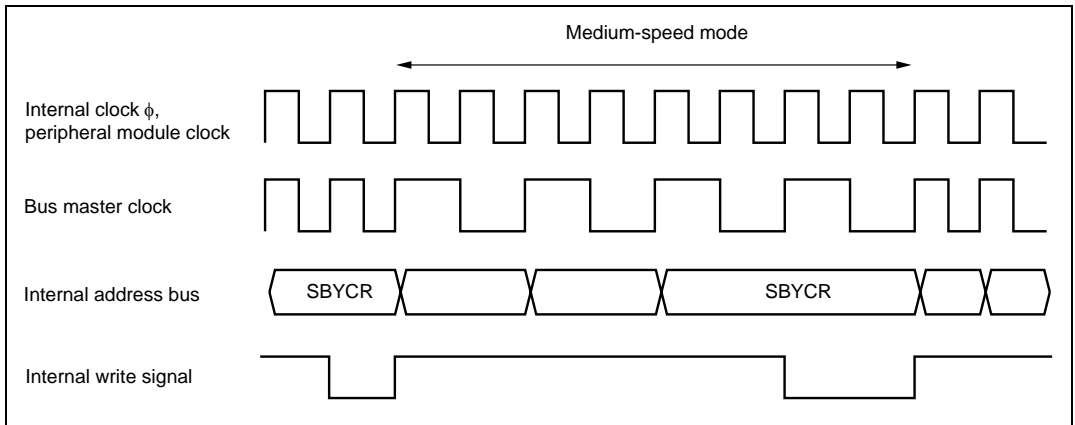 Medium-speed mode
Internal clock ϕ,
peripheral module clock
Bus master clock
Internal address bus
SBYCR
SBYCR
Internal write signal